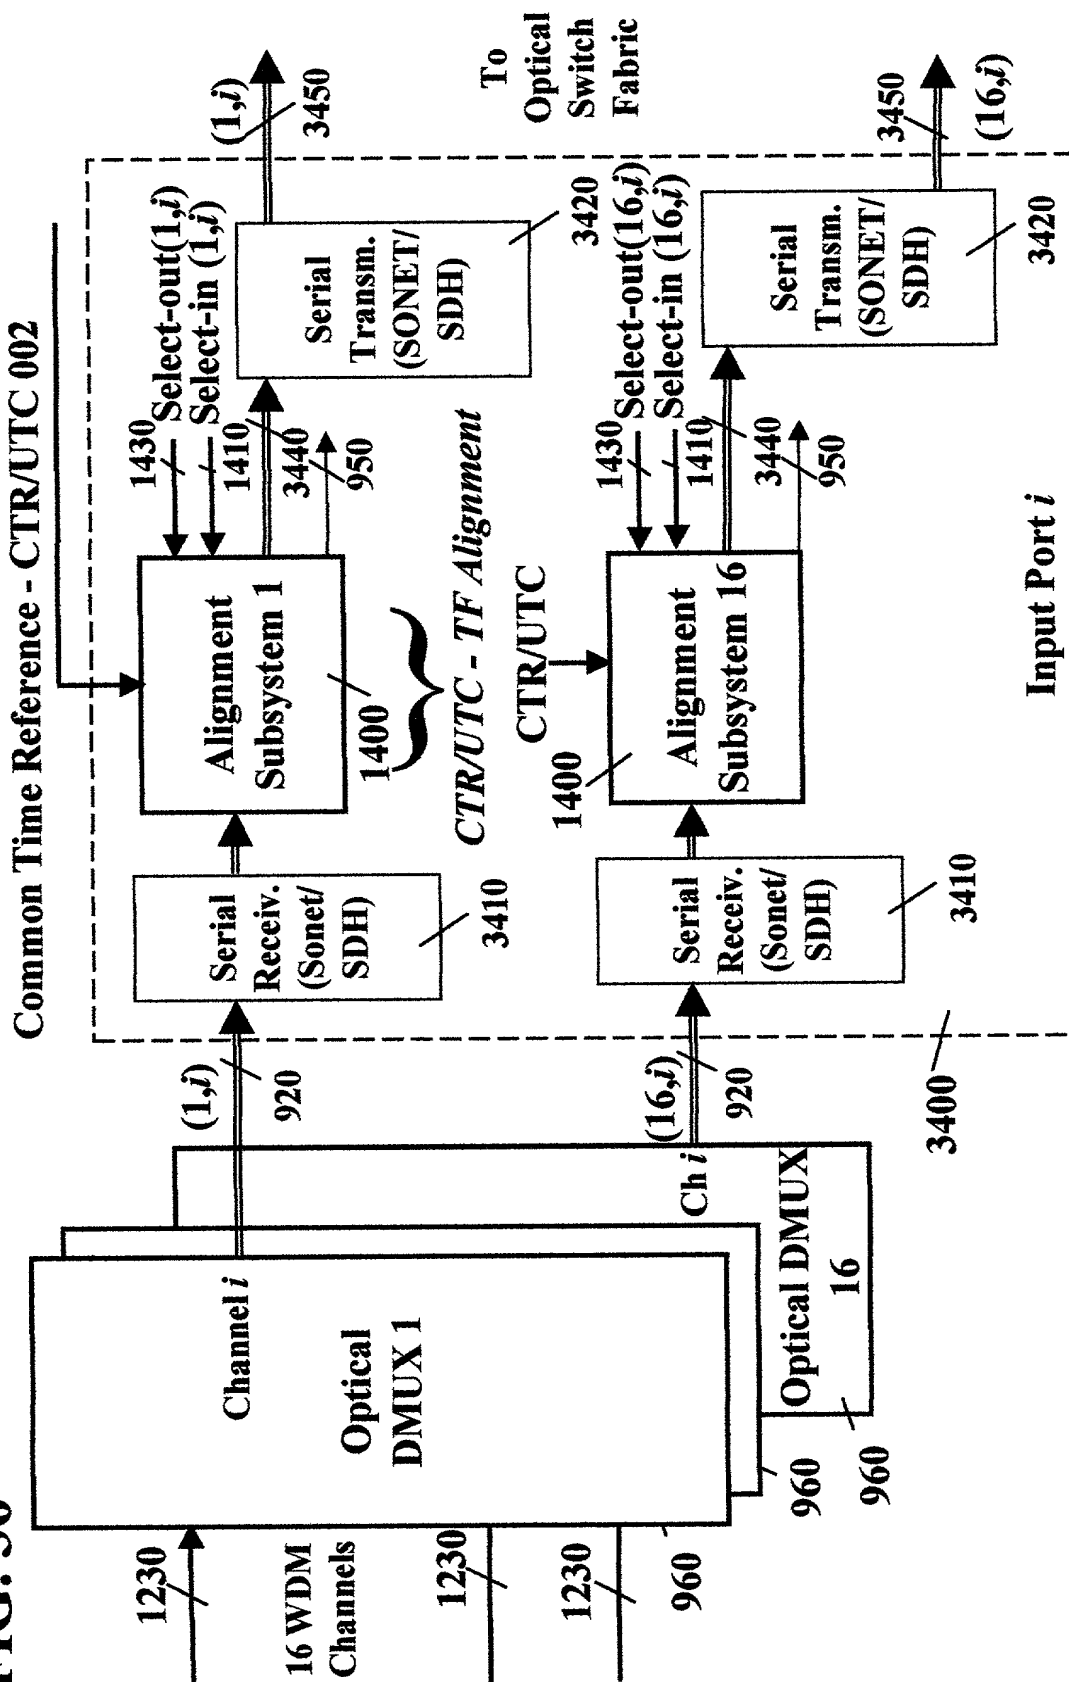 Common Time Reference - CTR/UTC 002
1230
16 WDM
Channels
1230
1230
960
960
960
Channel i
Optical
DMUX 1
Ch i
Optical DMUX
16
(1,i)
920
(16,i)
920
3400
Serial
Receiv.
(Sonet/
SDH)
3410
Serial
Receiv.
(Sonet/
SDH)
3410
Alignment
Subsystem 1
1400
CTR/UTC - TF Alignment
CTR/UTC
1400
Alignment
Subsystem 16
1430
Select-out(1,i)
Select-in (1,i)
1410
3440
950
1430
Select-out(16,i)
Select-in (16,i)
1410
3440
950
Serial
Transm.
(SONET/
SDH)
3420
Serial
Transm.
(SONET/
SDH)
3420
(1,i)
3450
To
Optical
Switch
Fabric
3450
(16,i)
Input Port i